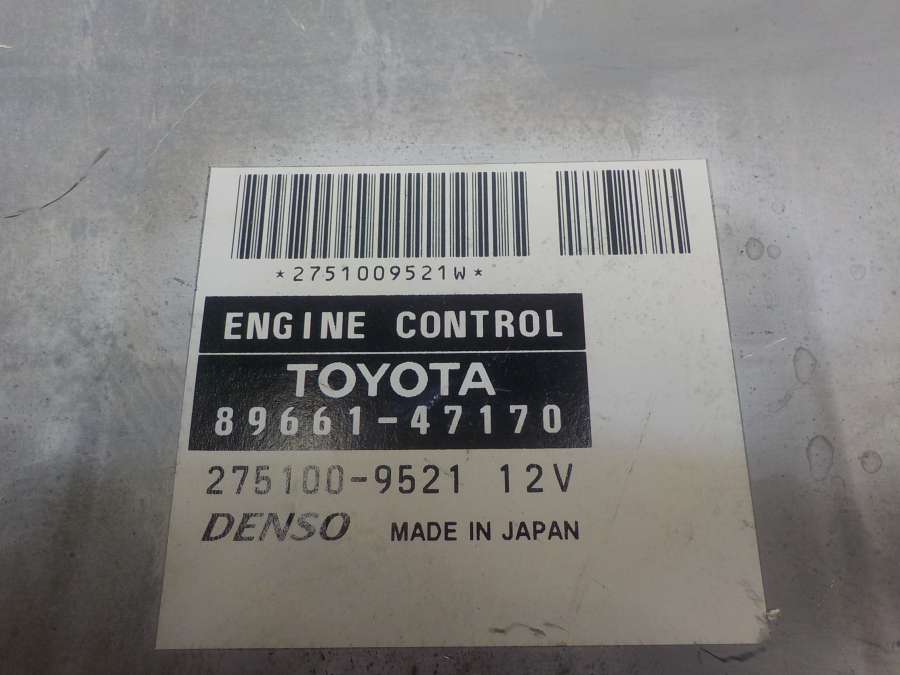 *2751009521W*
ENGINE CONTROL
TOYOTA
89661-47170
275100-9521 12V
DENSO MADE IN JAPAN